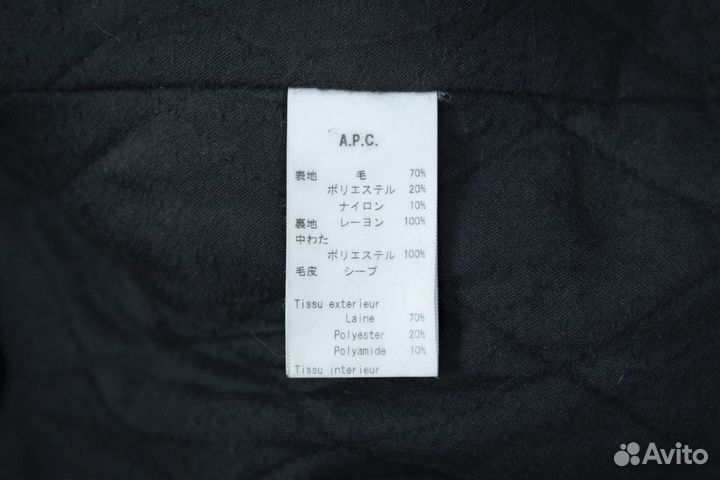 A.P.C.
表地 毛 70%
ポリエステル 20%
ナイロン 10%
裏地 レーヨン 100%
中わた
ポリエステル 100%
毛皮 シープ
Tissu exterieur
Laine 70%
Polyester 20%
Polyamide 10%
Tissu interieur
Avito